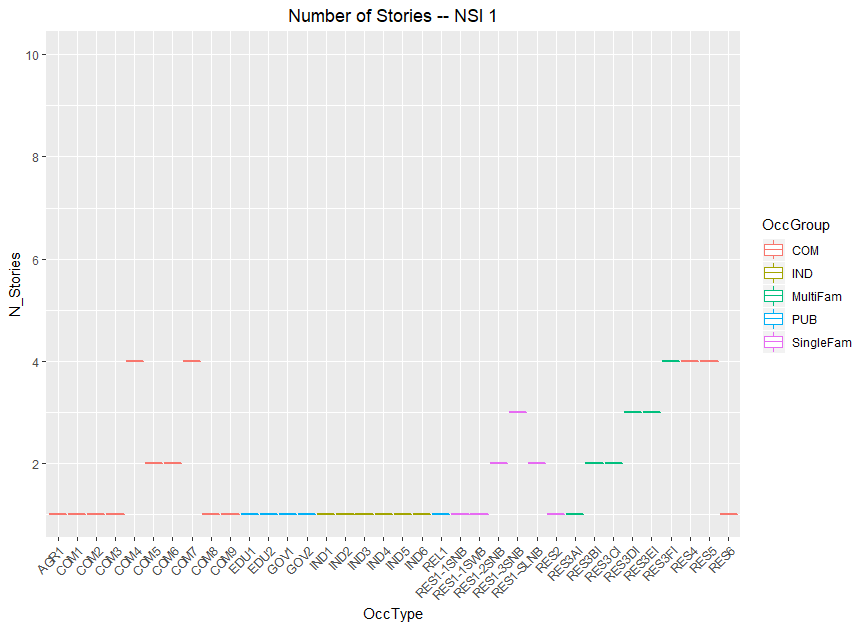 Number of Stories -- NSI 1
10
8
6
4
2
N_Stories
AGR1
COM1
COM2
COM3
COM4
COM5
COM6
COM7
COM8
COM9
EDU1
EDU2
GOV1
GOV2
IND1
IND2
IND3
IND4
IND5
IND6
REL1
RES1-1SNB
RES1-1SWB
RES1-2SNB
RES1-3SNB
RES1-SLNB
RES2
RES3AI
RES3BI
RES3CI
RES3DI
RES3EI
RES3FI
RES4
RES5
RES6
OccType
OccGroup
COM
IND
MultiFam
PUB
SingleFam